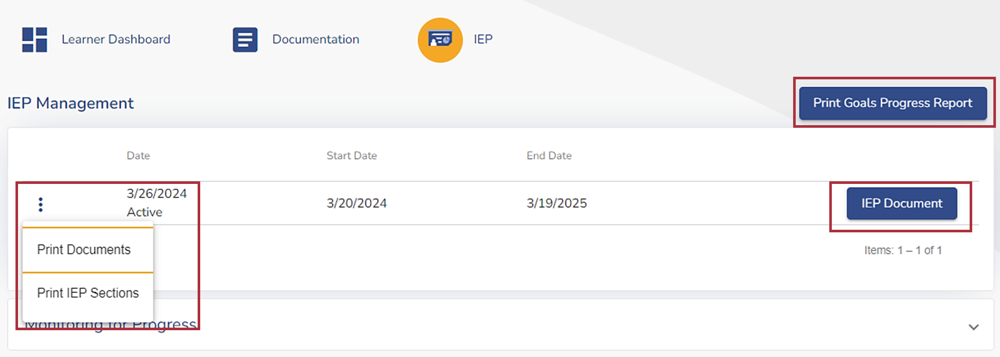 Learner Dashboard
Documentation
IEP
IEP Management
Print Goals Progress Report
Date
Start Date
End Date
3/26/2024
Active
3/20/2024
3/19/2025
IEP Document
Print Documents
Print IEP Sections
Items: 1 – 1 of 1
Monitoring for Progress